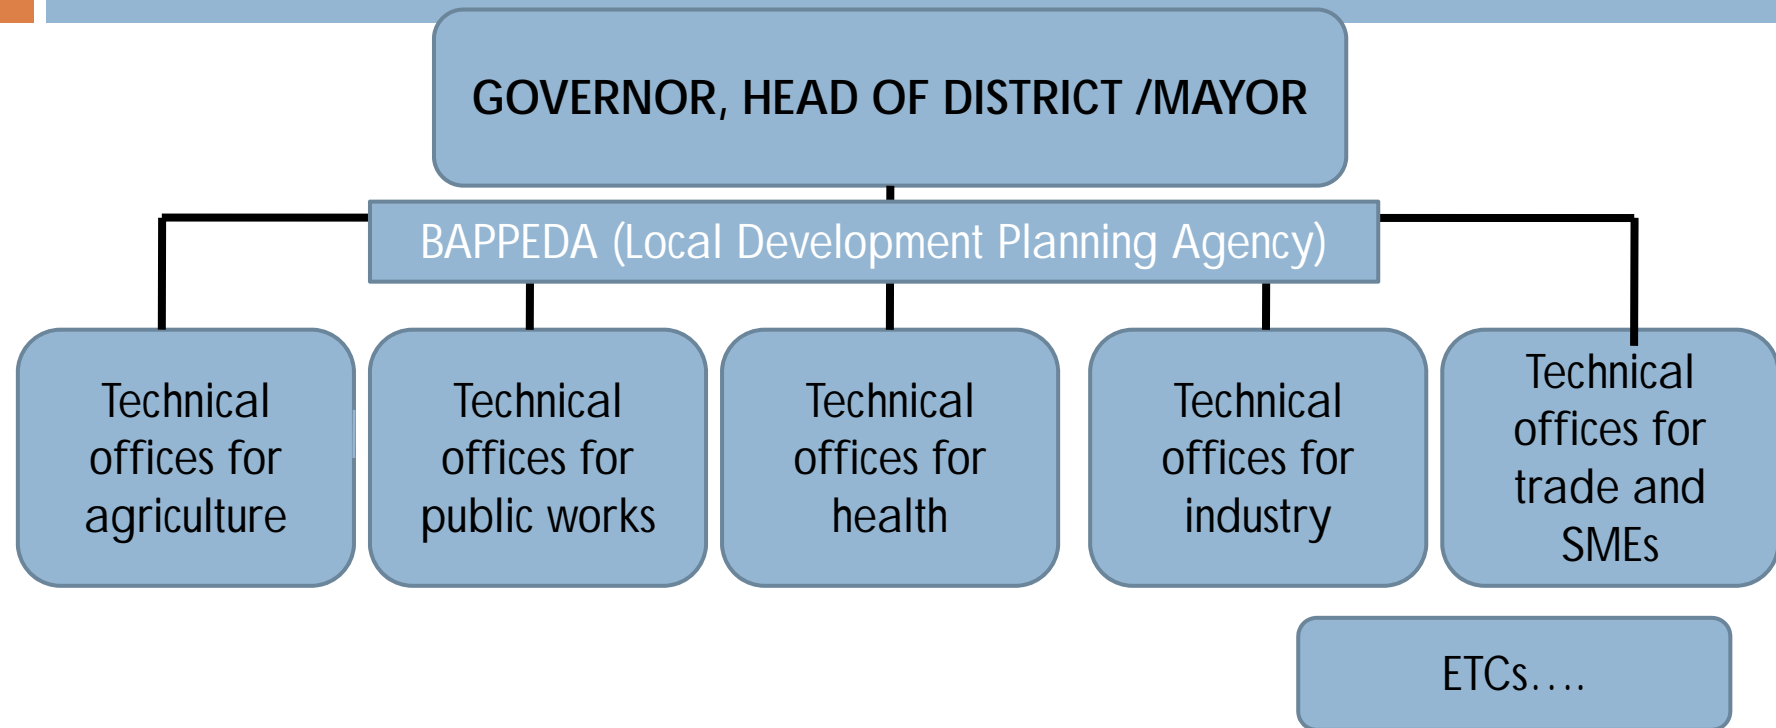 GOVERNOR, HEAD OF DISTRICT /MAYOR
BAPPEDA (Local Development Planning Agency)
Technical
offices for
agriculture
Technical
offices for
public works
Technical
offices for
health
Technical
offices for
industry
Technical
offices for
trade and
SMEs
ETCs....